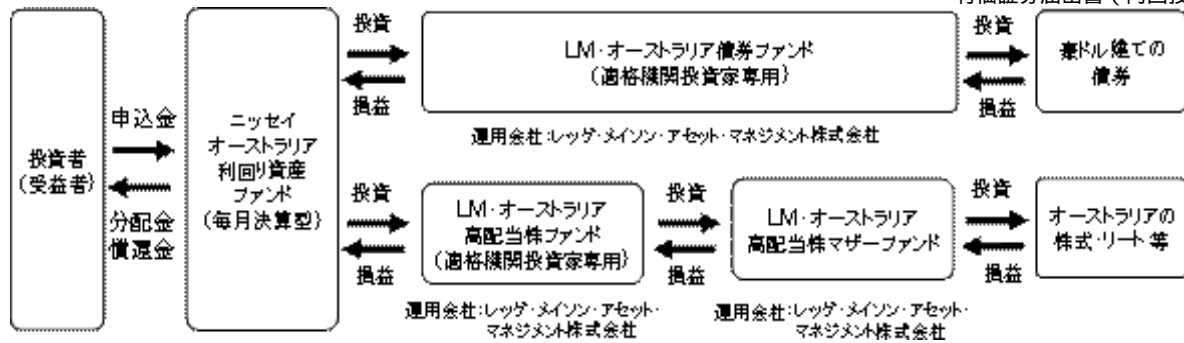 投資者
(受益者)
申込金
分配金
償還金
ニッセイ
オーストラリア
利回り資産
ファンド
(毎月決算型)
投資
損益
LM・オーストラリア債券ファンド
(適格機関投資家専用)
運用会社:レッグ・メイソン・アセット・マネジメント株式会社
投資
損益
豪ドル建ての
債券
投資
損益
LM・オーストラリア
高配当株ファンド
(適格機関投資家専用)
運用会社:レッグ・メイソン・アセット・
マネジメント株式会社
投資
損益
LM・オーストラリア
高配当株マザーファンド
運用会社:レッグ・メイソン・アセット・
マネジメント株式会社
投資
損益
オーストラリアの
株式・リート等